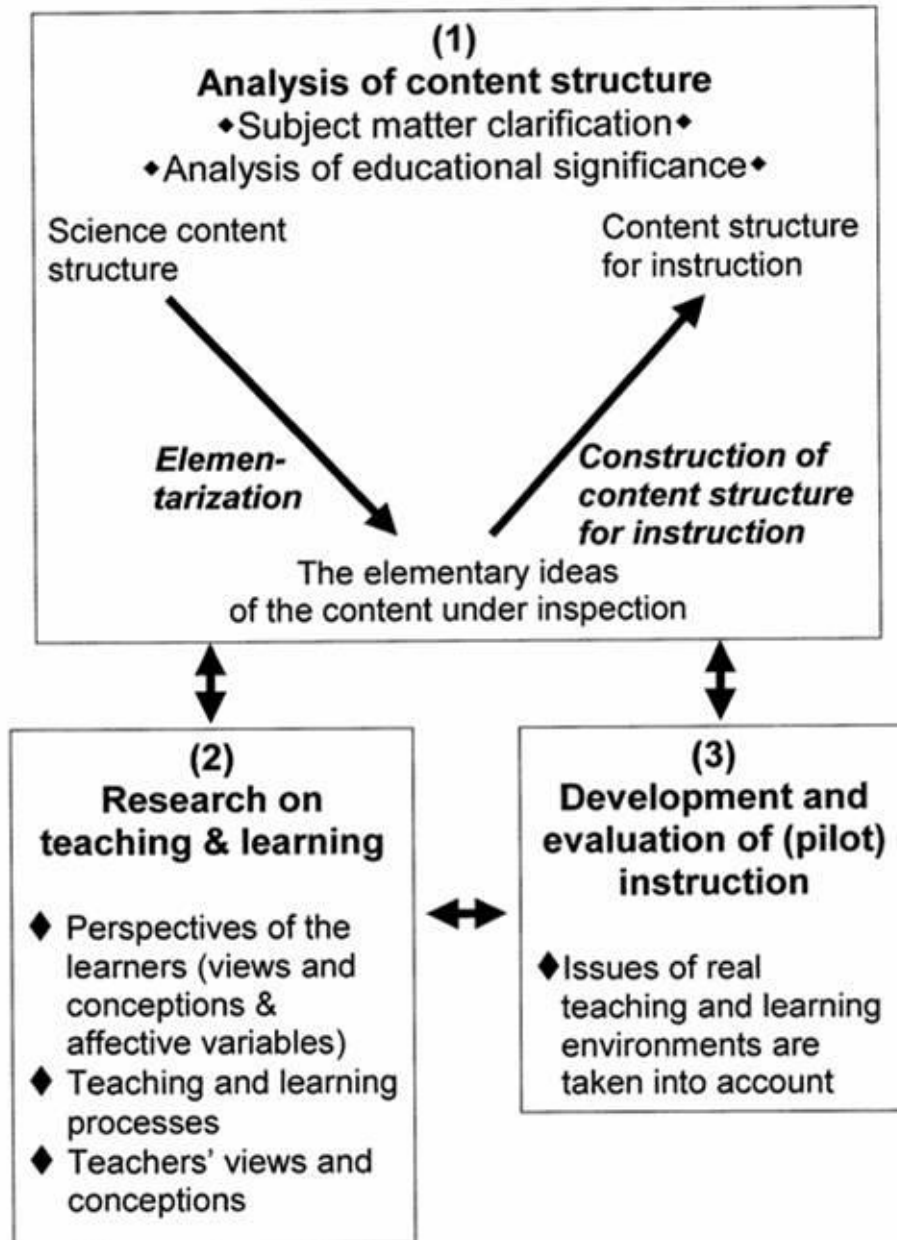 (1)
Analysis of content structure
◆Subject matter clarification◆
◆Analysis of educational significance◆
Science content
structure
Content structure
for instruction
Elemen-
tarization
Construction of
content structure
for instruction
The elementary ideas
of the content under inspection
(2)
Research on
teaching & learning
◆ Perspectives of the
learners (views and
conceptions &
affective variables)
◆ Teaching and learning
processes
◆ Teachers' views and
conceptions
(3)
Development and
evaluation of (pilot)
instruction
◆Issues of real
teaching and learning
environments are
taken into account